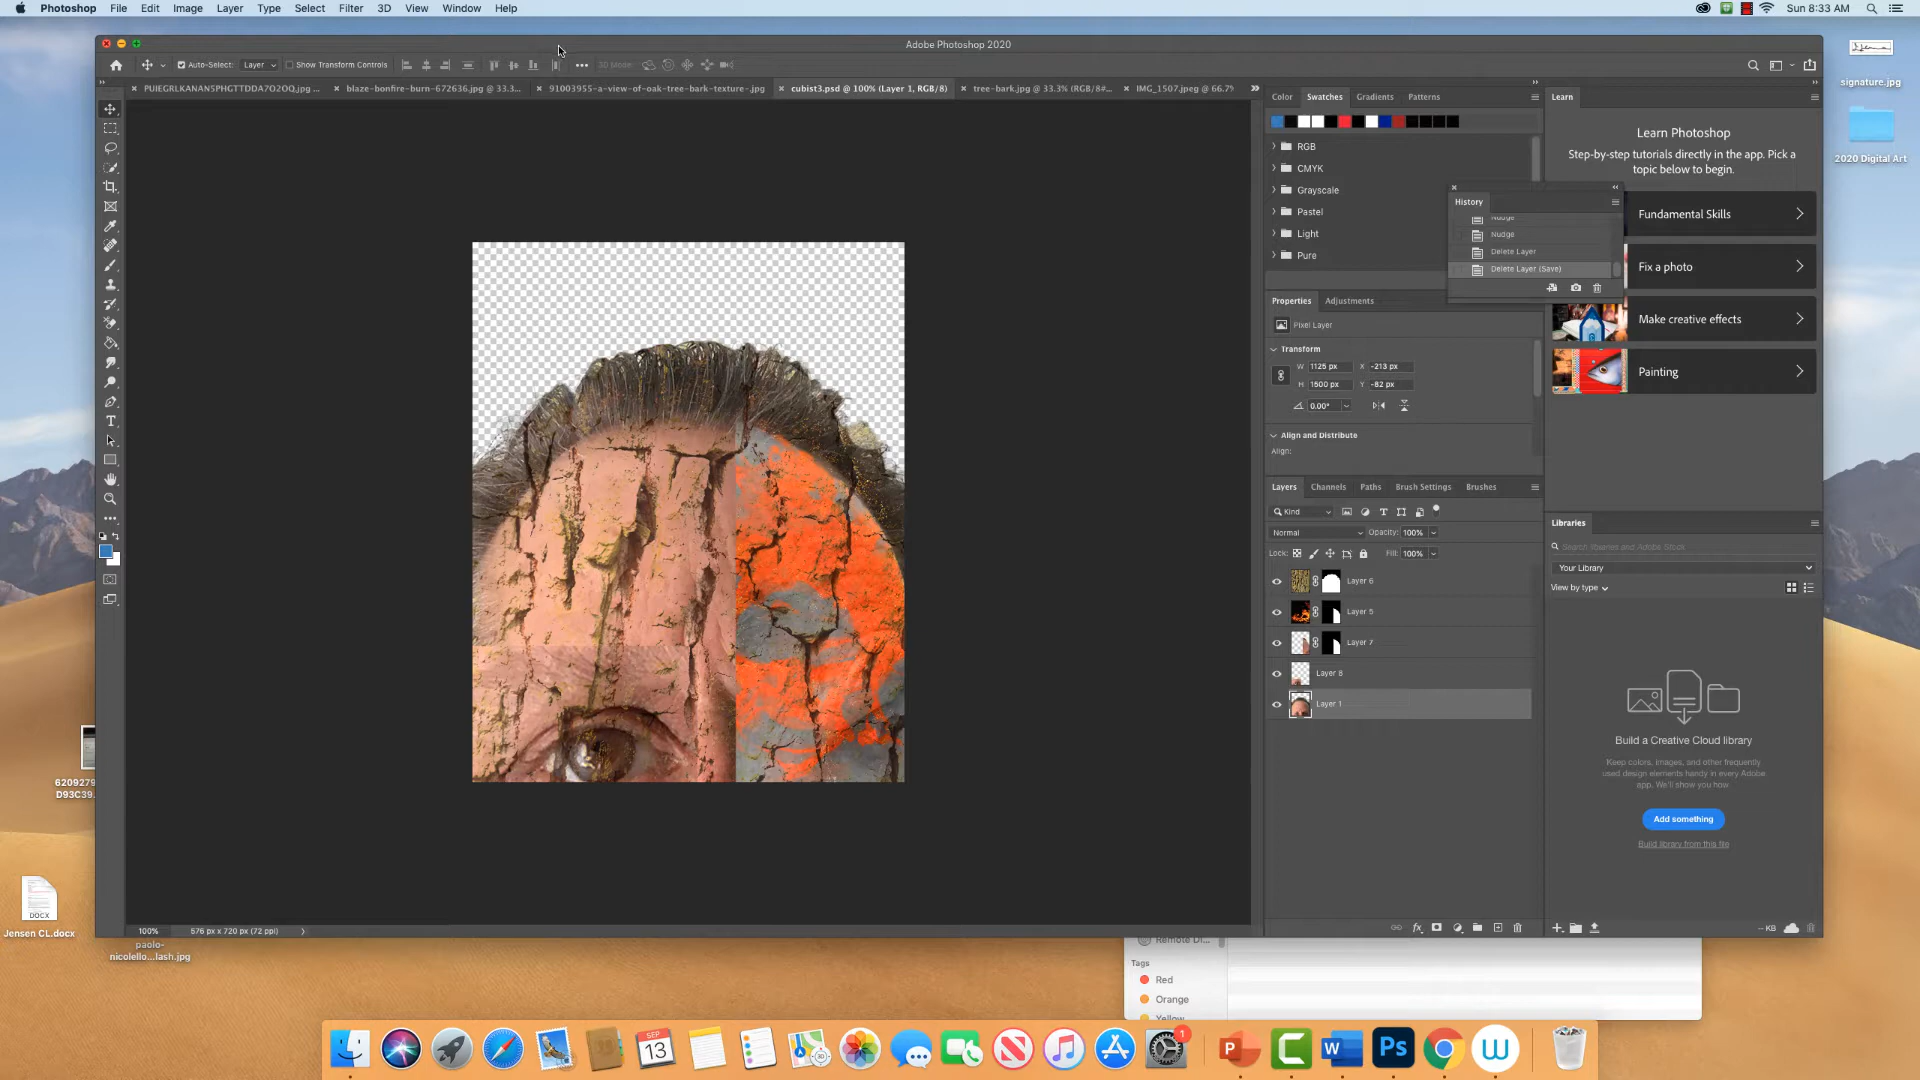 Photoshop File Edit Image Layer Type Select Filter 3D View Window Help
Sun 8:33 AM
Adobe Photoshop 2020
Auto-Select: Layer Show Transform Controls 3D Mode:
PUIEGRLKANAN5PHGTTDDA7O2OQ.jpg ...
blaze-bonfire-burn-672636.jpg @ 33.3...
91003955-a-view-of-oak-tree-bark-texture-.jpg
cubist3.psd @ 100% (Layer 1, RGB/8)
tree-bark.jpg @ 33.3% (RGB/8#...
IMG_1507.jpeg @ 66.7%
signature.jpg
2020 Digital Art
Color Swatches Gradients Patterns
RGB
CMYK
Grayscale
Pastel
Light
Pure
Learn
Learn Photoshop
Step-by-step tutorials directly in the app. Pick a
topic below to begin.
Fundamental Skills
Fix a photo
Make creative effects
Painting
History
Nudge
Nudge
Delete Layer
Delete Layer (Save)
Properties Adjustments
Pixel Layer
Transform
W 1125 px X -213 px
H 1500 px Y -82 px
0.00°
Align and Distribute
Align:
Layers Channels Paths Brush Settings Brushes
Kind
Normal Opacity: 100%
Lock: Fill: 100%
Layer 6
Layer 5
Layer 7
Layer 8
Layer 1
Libraries
Search Your Items and Adobe Stock
Your Library
View by type
Build a Creative Cloud library
Keep colors, images, and other frequently
used design elements handy in every Adobe
app. We'll show you how.
Add something
Build library from this file
-- KB
100% 576 px x 720 px (72 ppi)
6209279
D93C39.
DOCX
Jensen CL.docx
paolo-
nicolello...lash.jpg
Remote Di...
Tags
Red
Orange
Yellow
SEP
13
1